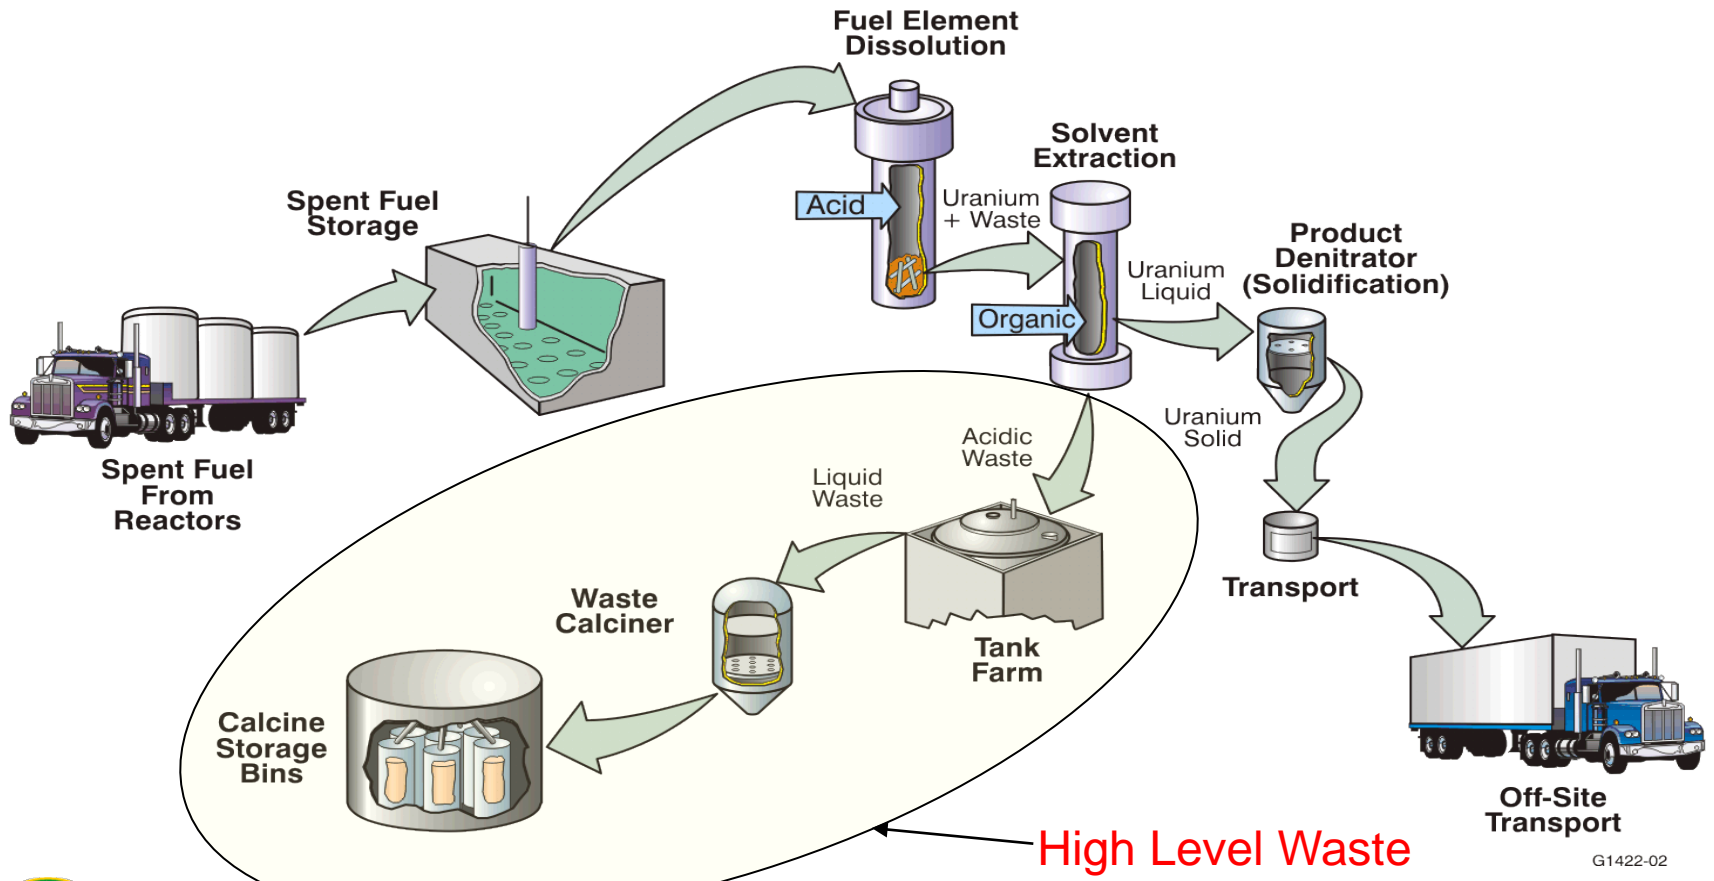 Fuel Element
Dissolution
Solvent
Extraction
Spent Fuel
Storage
Acid
Uranium
+ Waste
Product
Denitrator
(Solidification)
Uranium
Liquid
Organic
Uranium
Solid
Acidic
Waste
Liquid
Waste
Spent Fuel
From
Reactors
Transport
Waste
Calciner
Tank
Farm
Calcine
Storage
Bins
Off-Site
Transport
High Level Waste
G1422-02